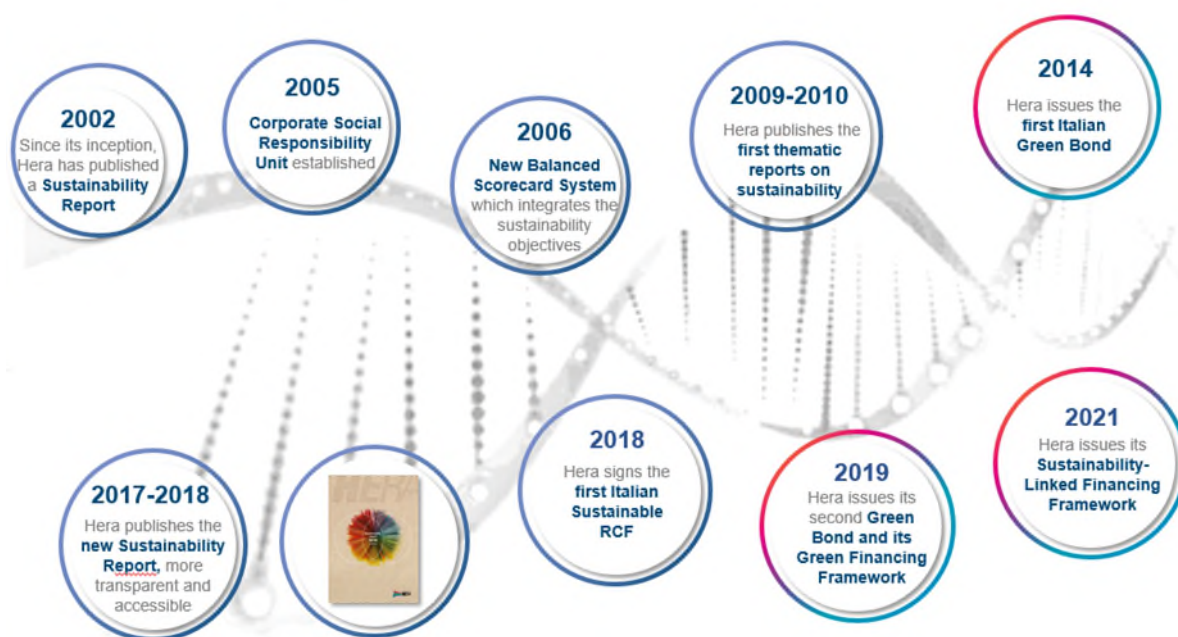 2002
Since its inception,
Hera has published
a Sustainability
Report
2005
Corporate Social
Responsibility
Unit established
2006
New Balanced
Scorecard System
which integrates the
sustainability
objectives
2009-2010
Hera publishes the
first thematic
reports on
sustainability
2014
Hera issues the
first Italian
Green Bond
2017-2018
Hera publishes the
new Sustainability
Report, more
transparent and
accessible
HERA
2018
Hera signs the
first Italian
Sustainable
RCF
2019
Hera issues its
second Green
Bond and its
Green Financing
Framework
2021
Hera issues its
Sustainability-
Linked Financing
Framework